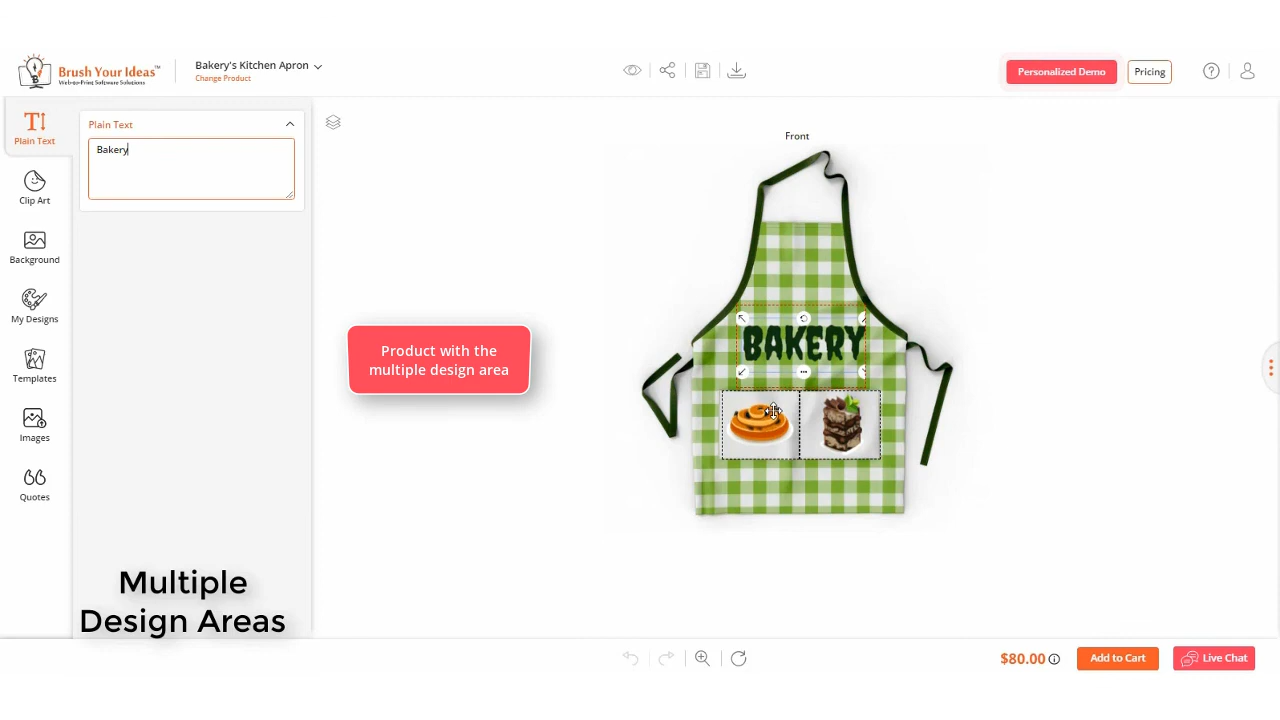 Brush Your Ideas™
Web-to-Print Software Solutions
Bakery's Kitchen Apron
Change Product
Personalized Demo
Pricing
Plain Text
Clip Art
Background
My Designs
Templates
Images
Quotes
Plain Text
Bakery
Front
BAKERY
Product with the
multiple design area
Multiple
Design Areas
$80.00
Add to Cart
Live Chat